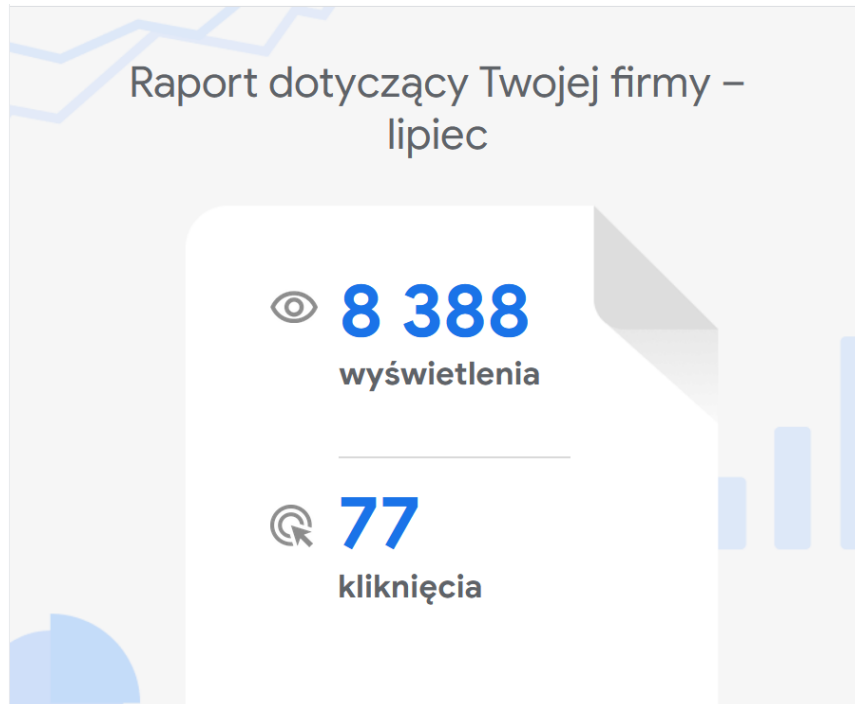 Raport dotyczący Twojej firmy –
lipiec
8 388
wyświetlenia
77
kliknięcia